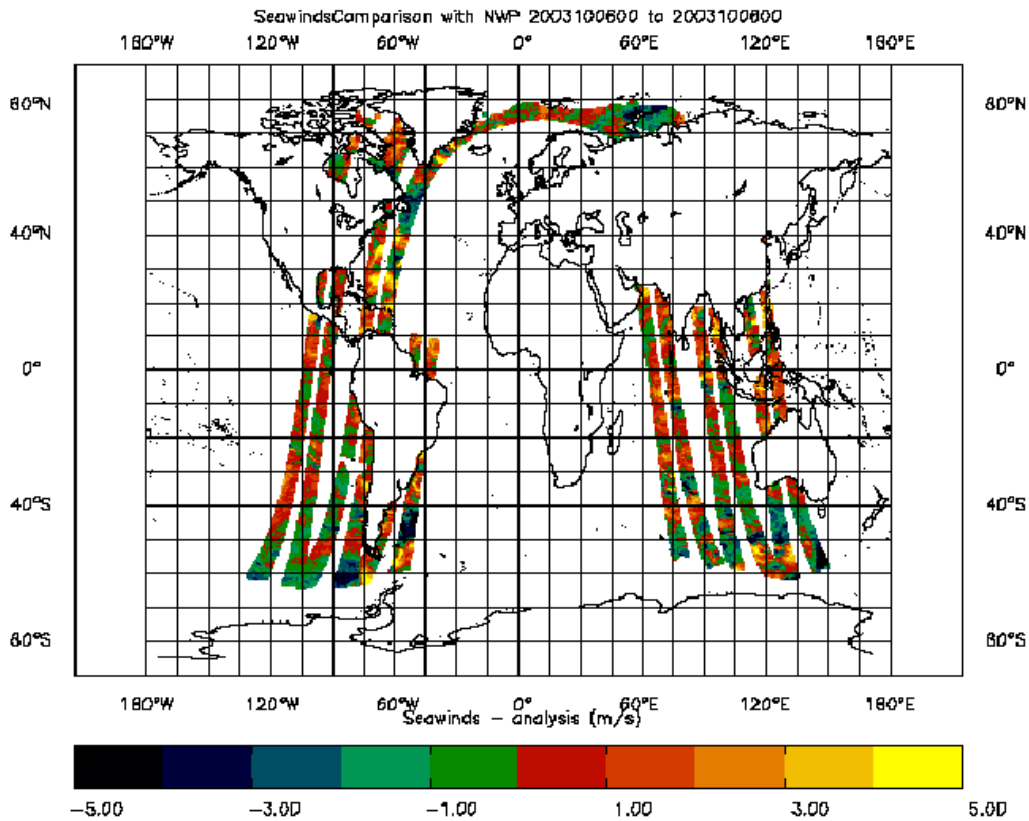 SeawindsComparison with NWP 2003100600 to 2003100600
180°W 120°W 60°W 0° 60°E 120°E 180°E
80°N 80°N
40°N 40°N
0° 0°
40°S 40°S
80°S 80°S
180°W 120°W 60°W 0° 60°E 120°E 180°E
Seawinds - analysis (m/s)
-5.00 -3.00 -1.00 1.00 3.00 5.00